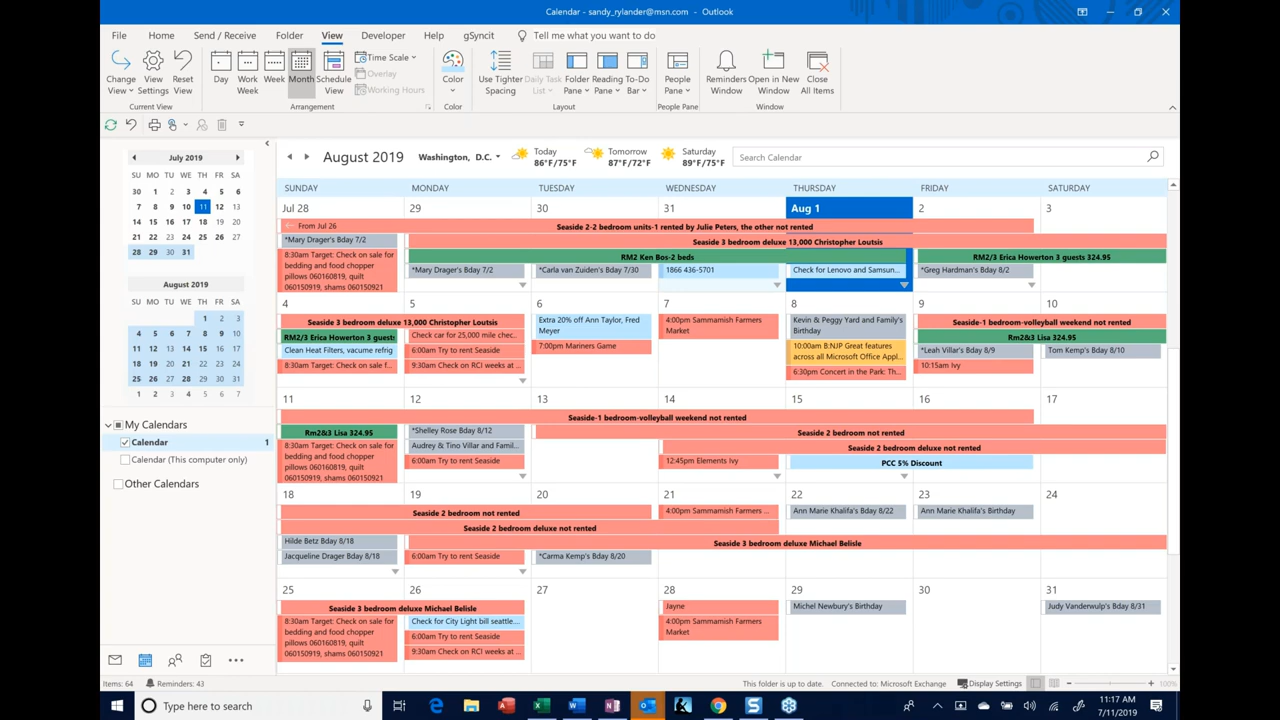 Calendar - sandy_rylander@msn.com - Outlook
File Home Send / Receive Folder View Developer Help gSyncit Tell me what you want to do
Change View View Settings Reset View
Day Work Week Week Month Schedule View
Time Scale
Overlay
Working Hours
Color
Use Tighter Spacing Daily Task List Folder Pane Reading Pane To-Do Bar
People Pane
Reminders Window Open in New Window Close All Items
Current View Arrangement Color Layout People Pane Window
July 2019
SU MO TU WE TH FR SA
30 1 2 3 4 5 6
7 8 9 10 11 12 13
14 15 16 17 18 19 20
21 22 23 24 25 26 27
28 29 30 31
August 2019
SU MO TU WE TH FR SA
1 2 3
4 5 6 7 8 9 10
11 12 13 14 15 16 17
18 19 20 21 22 23 24
25 26 27 28 29 30 31
1 2 3 4 5 6 7
My Calendars
Calendar 1
Calendar (This computer only)
Other Calendars
August 2019
Washington, D.C.
Today
86°F/75°F
Tomorrow
87°F/72°F
Saturday
89°F/75°F
Search Calendar
SUNDAY MONDAY TUESDAY WEDNESDAY THURSDAY FRIDAY SATURDAY
Jul 28 29 30 31 Aug 1 2 3
From Jul 26 Seaside 2-2 bedroom units-1 rented by Julie Peters, the other not rented
*Mary Drager's Bday 7/2 Seaside 3 bedroom deluxe 13,000 Christopher Loutsis
8:30am Target: Check on sale for
bedding and food chopper
pillows 060160819, quilt
060150919, shams 060150921
RM2 Ken Bos-2 beds RM2/3 Erica Howerton 3 guests 324.95
*Mary Drager's Bday 7/2 *Carla van Zuiden's Bday 7/30 1866 436-5701 Check for Lenovo and Samsun... *Greg Hardman's Bday 8/2
4 5 6 7 8 9 10
Seaside 3 bedroom deluxe 13,000 Christopher Loutsis
RM2/3 Erica Howerton 3 guests
Clean Heat Filters, vacume refrig
8:30am Target: Check on sale f...
Check car for 25,000 mile chec...
6:00am Try to rent Seaside
9:30am Check on RCI weeks at ...
Extra 20% off Ann Taylor, Fred
Meyer
7:00pm Mariners Game
4:00pm Sammamish Farmers
Market
Kevin & Peggy Yard and Family's
Birthday
10:00am B:NJP Great features
across all Microsoft Office Appl...
6:30pm Concert in the Park: Th...
Seaside-1 bedroom-volleyball weekend not rented
Rm2&3 Lisa 324.95
*Leah Villar's Bday 8/9 Tom Kemp's Bday 8/10
10:15am Ivy
11 12 13 14 15 16 17
Seaside-1 bedroom-volleyball weekend not rented
Rm2&3 Lisa 324.95
8:30am Target: Check on sale for
bedding and food chopper
pillows 060160819, quilt
060150919, shams 060150921
*Shelley Rose Bday 8/12
Audrey & Tino Villar and Famil...
6:00am Try to rent Seaside
Seaside 2 bedroom not rented
Seaside 2 bedroom deluxe not rented
12:45pm Elements Ivy PCC 5% Discount
18 19 20 21 22 23 24
Seaside 2 bedroom not rented 4:00pm Sammamish Farmers ... Ann Marie Khalifa's Bday 8/22 Ann Marie Khalifa's Birthday
Seaside 2 bedroom deluxe not rented
Hilde Betz Bday 8/18 Seaside 3 bedroom deluxe Michael Belisle
Jacqueline Drager Bday 8/18 6:00am Try to rent Seaside *Carma Kemp's Bday 8/20
25 26 27 28 29 30 31
Seaside 3 bedroom deluxe Michael Belisle
8:30am Target: Check on sale for
bedding and food chopper
pillows 060160819, quilt
060150919, shams 060150921
Check for City Light bill seattle....
6:00am Try to rent Seaside
9:30am Check on RCI weeks at ...
Jayne
4:00pm Sammamish Farmers
Market
Michel Newbury's Birthday Judy Vanderwulp's Bday 8/31
Items: 64 Reminders: 43 This folder is up to date. Connected to: Microsoft Exchange Display Settings 100%
Type here to search
11:17 AM
7/11/2019